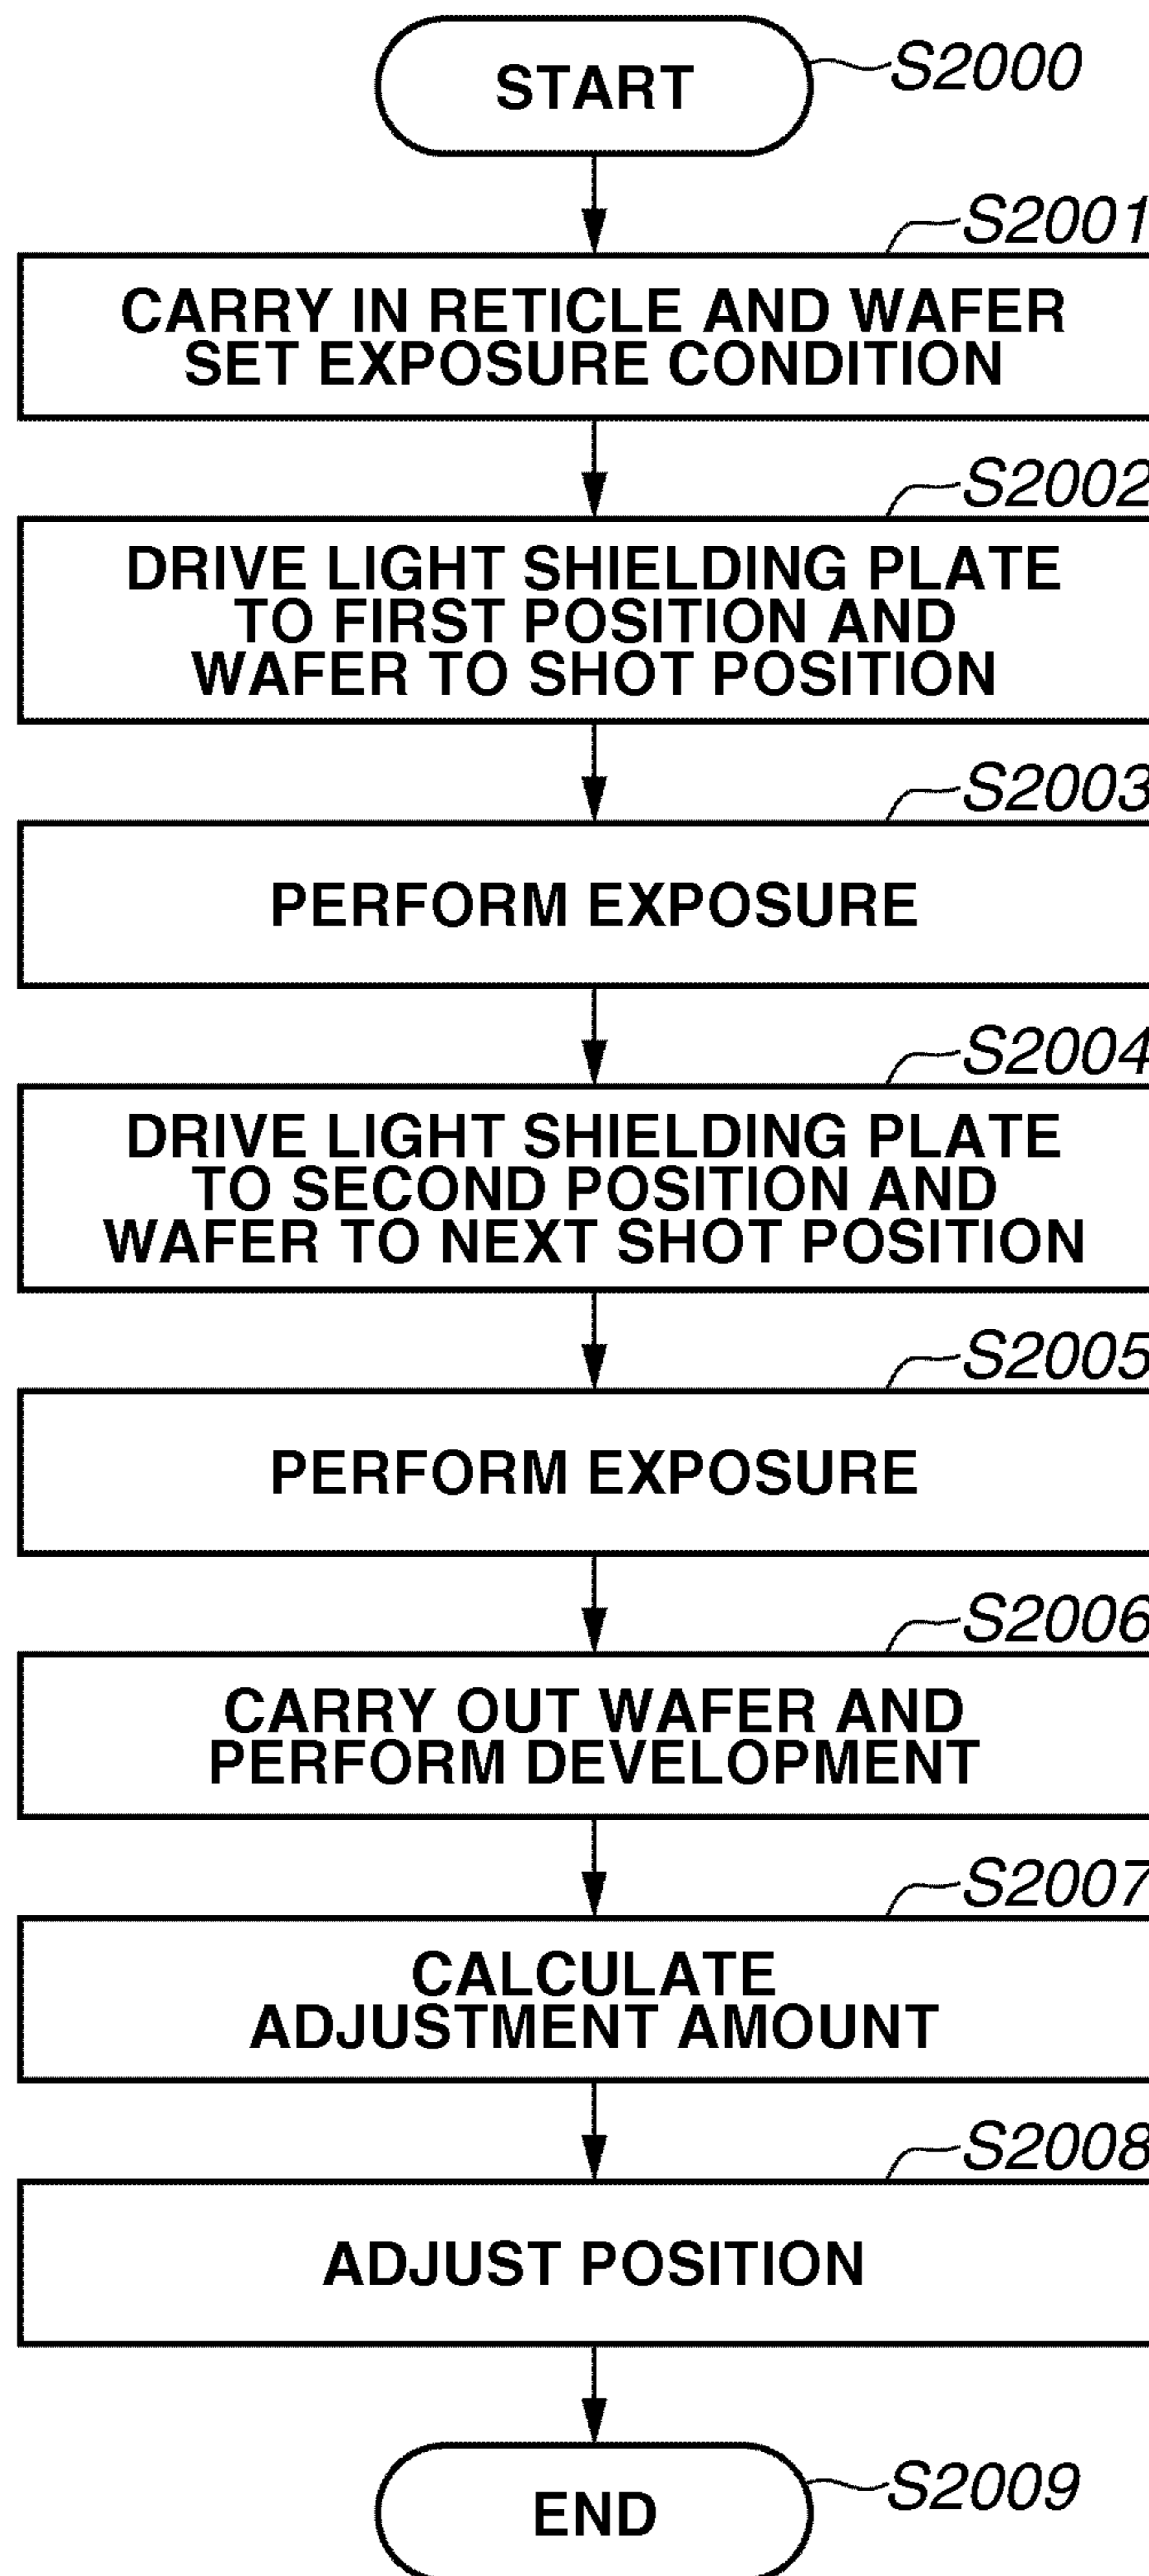 START
S2000
S2001
CARRY IN RETICLE AND WAFER
SET EXPOSURE CONDITION
S2002
DRIVE LIGHT SHIELDING PLATE
TO FIRST POSITION AND
WAFER TO SHOT POSITION
S2003
PERFORM EXPOSURE
S2004
DRIVE LIGHT SHIELDING PLATE
TO SECOND POSITION AND
WAFER TO NEXT SHOT POSITION
S2005
PERFORM EXPOSURE
S2006
CARRY OUT WAFER AND
PERFORM DEVELOPMENT
S2007
CALCULATE
ADJUSTMENT AMOUNT
S2008
ADJUST POSITION
END
S2009